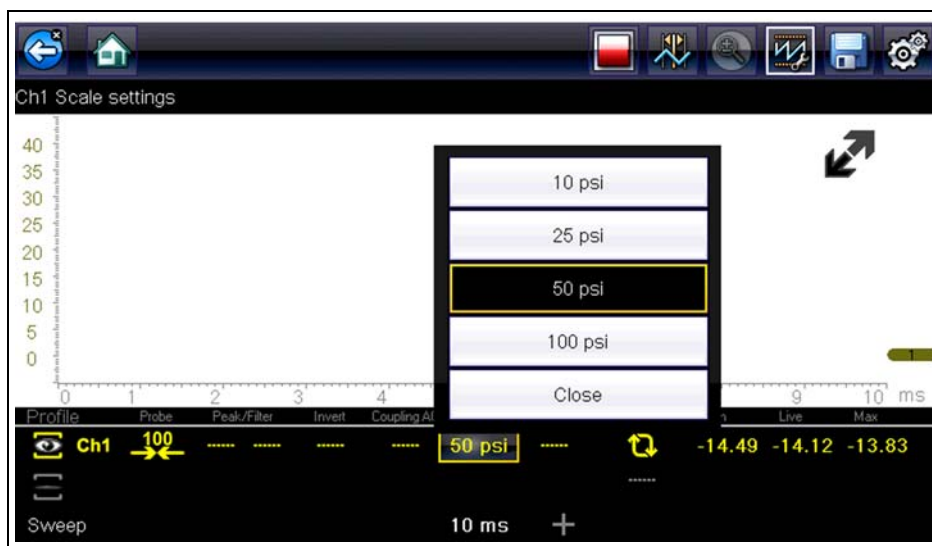 Ch1 Scale settings
40
35
30
25
20
15
10
5
0
10 psi
25 psi
50 psi
100 psi
Close
0 1 2 3 4 9 10 ms
Profile Probe Peak/Filter Invert Coupling Live Max
Ch1 100 ------ ------ ------ ------ 50 psi ------ -14.49 -14.12 -13.83
------
Sweep 10 ms +
1